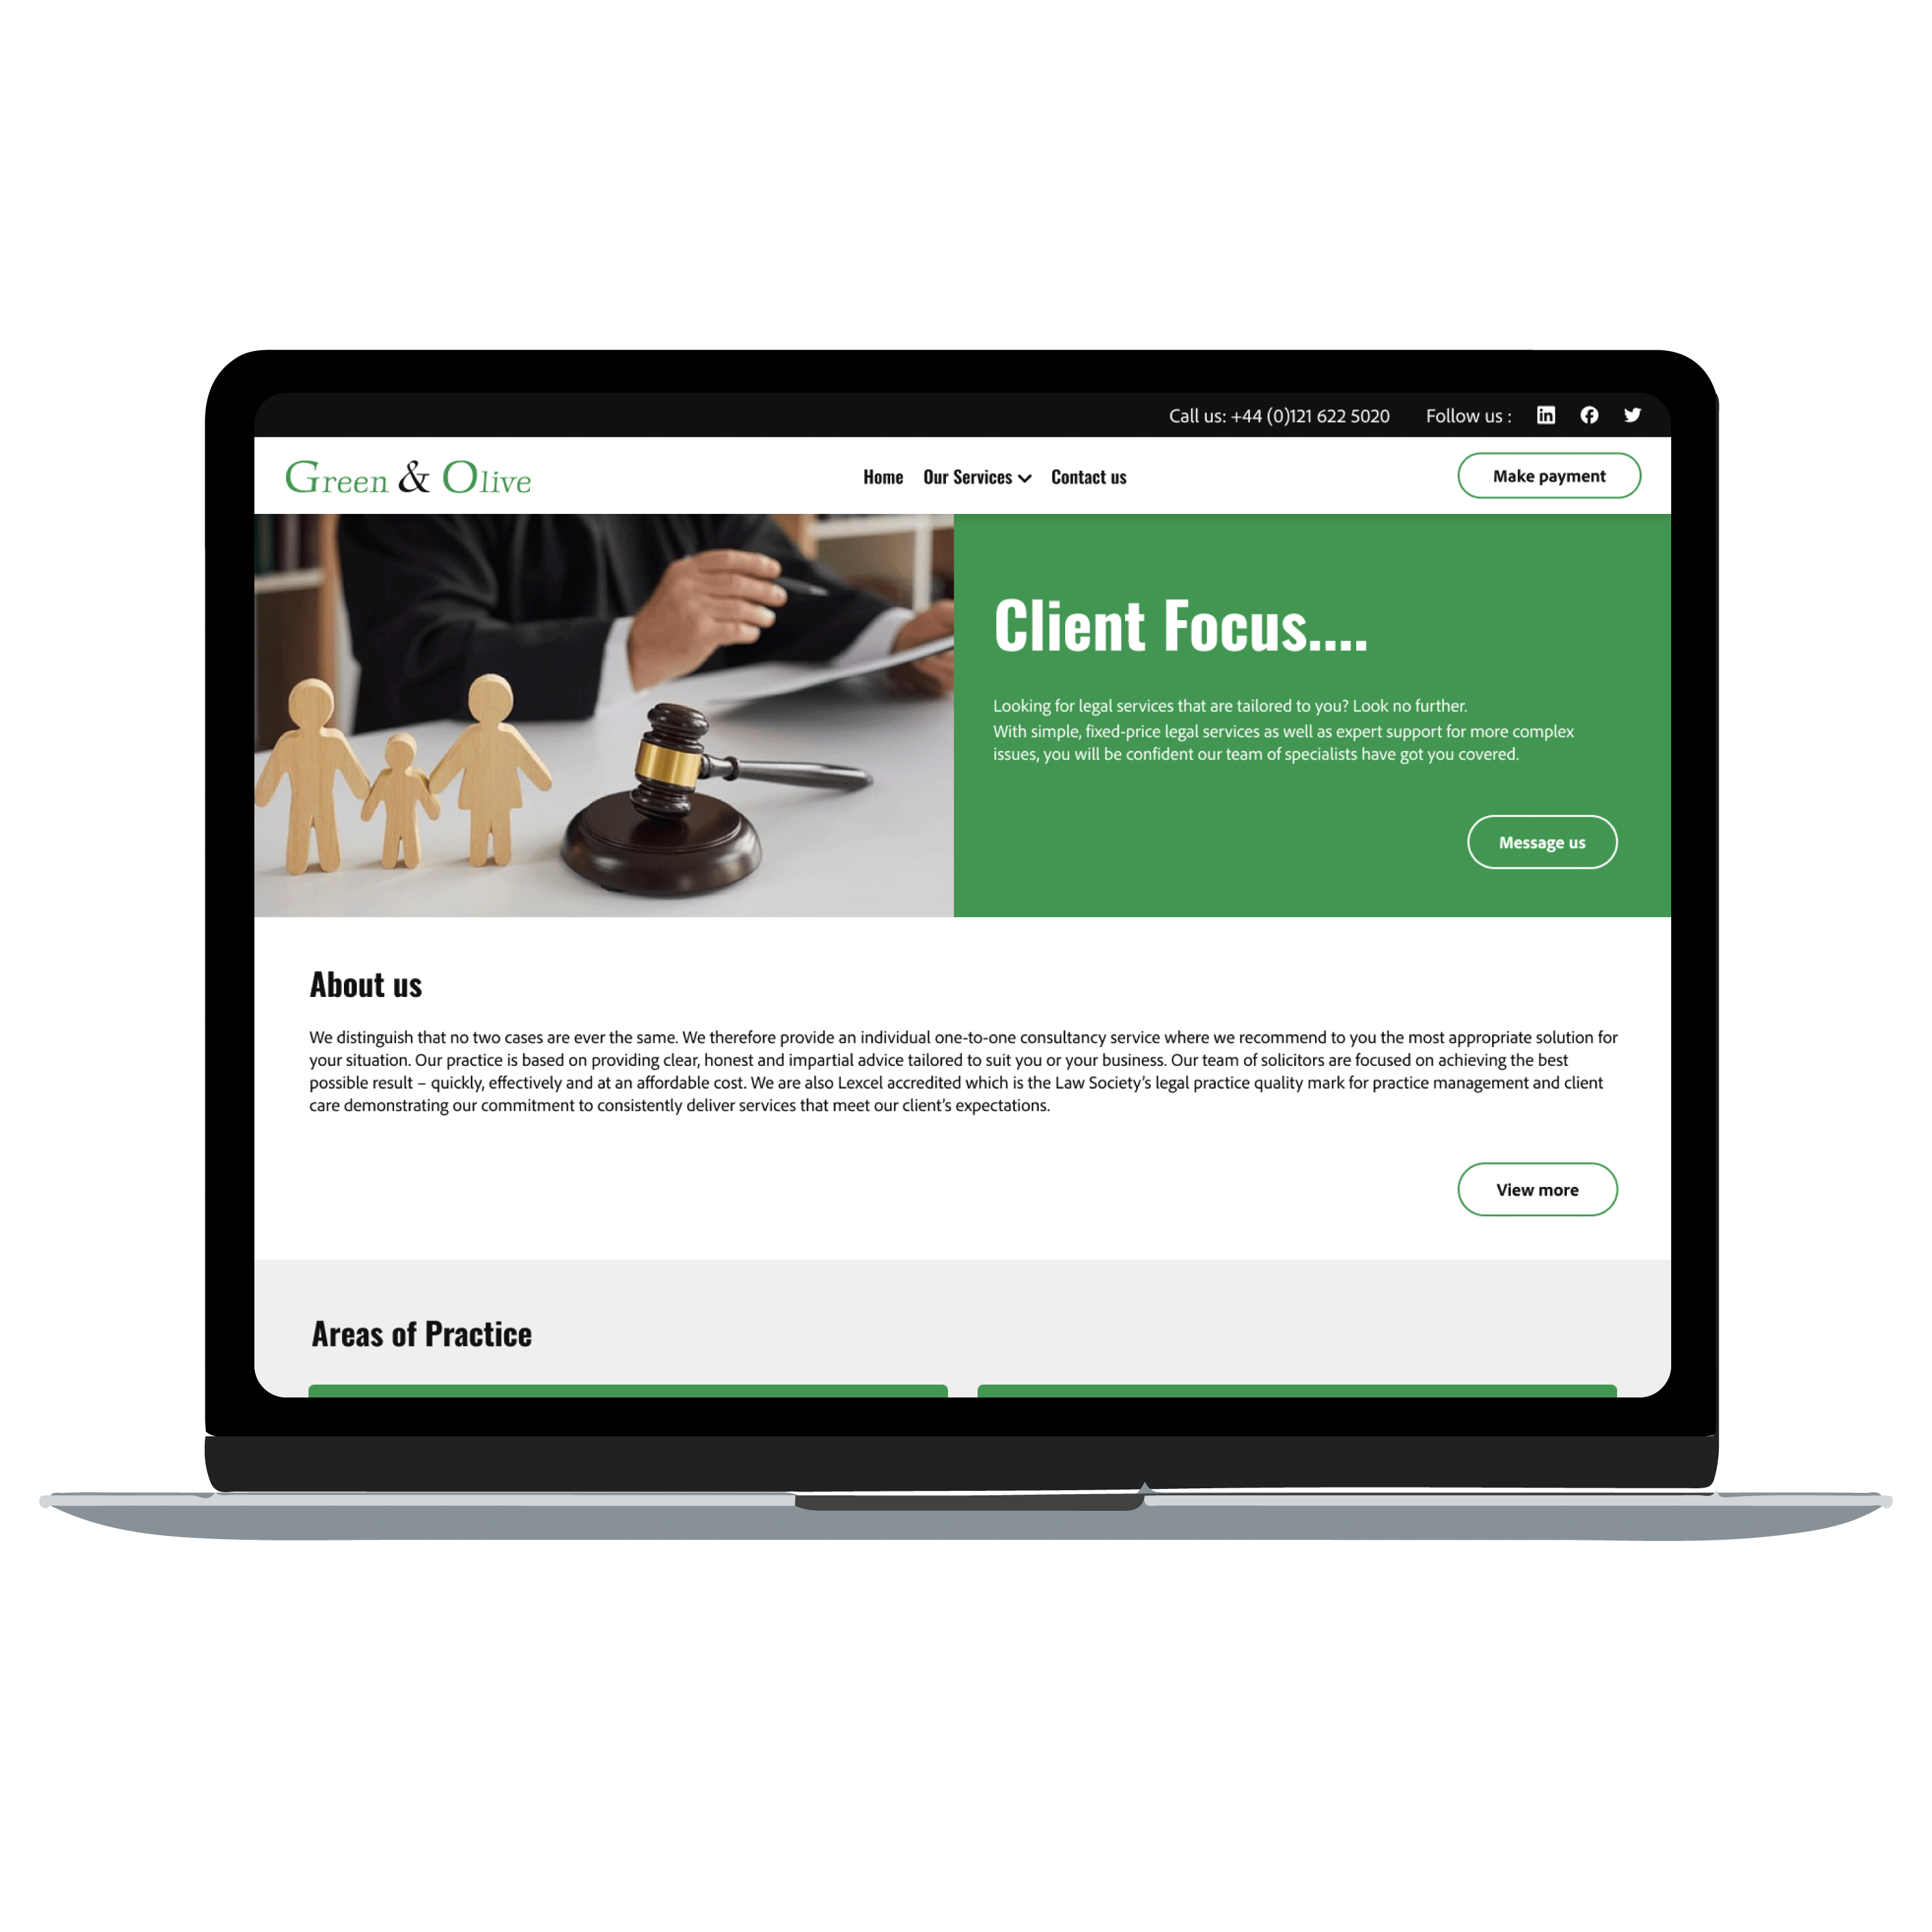 Call us: +44 (0)121 622 5020 Follow us :
Green & Olive
Home Our Services Contact us
Make payment
Client Focus....
Looking for legal services that are tailored to you? Look no further.
With simple, fixed-price legal services as well as expert support for more complex
issues, you will be confident our team of specialists have got you covered.
Message us
About us
We distinguish that no two cases are ever the same. We therefore provide an individual one-to-one consultancy service where we recommend to you the most appropriate solution for
your situation. Our practice is based on providing clear, honest and impartial advice tailored to suit you or your business. Our team of solicitors are focused on achieving the best
possible result – quickly, effectively and at an affordable cost. We are also Lexcel accredited which is the Law Society’s legal practice quality mark for practice management and client
care demonstrating our commitment to consistently deliver services that meet our client’s expectations.
View more
Areas of Practice